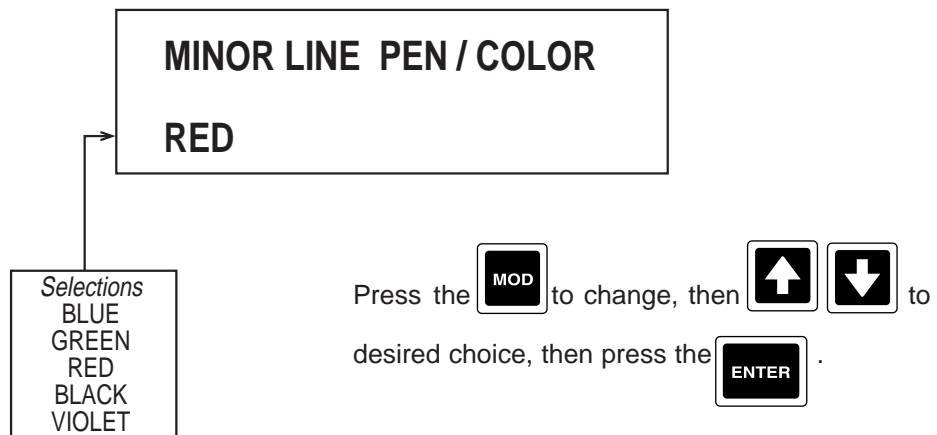 MINOR LINE PEN / COLOR
RED
Selections
BLUE
GREEN
RED
BLACK
VIOLET
Press the MOD to change, then to
desired choice, then press the ENTER .